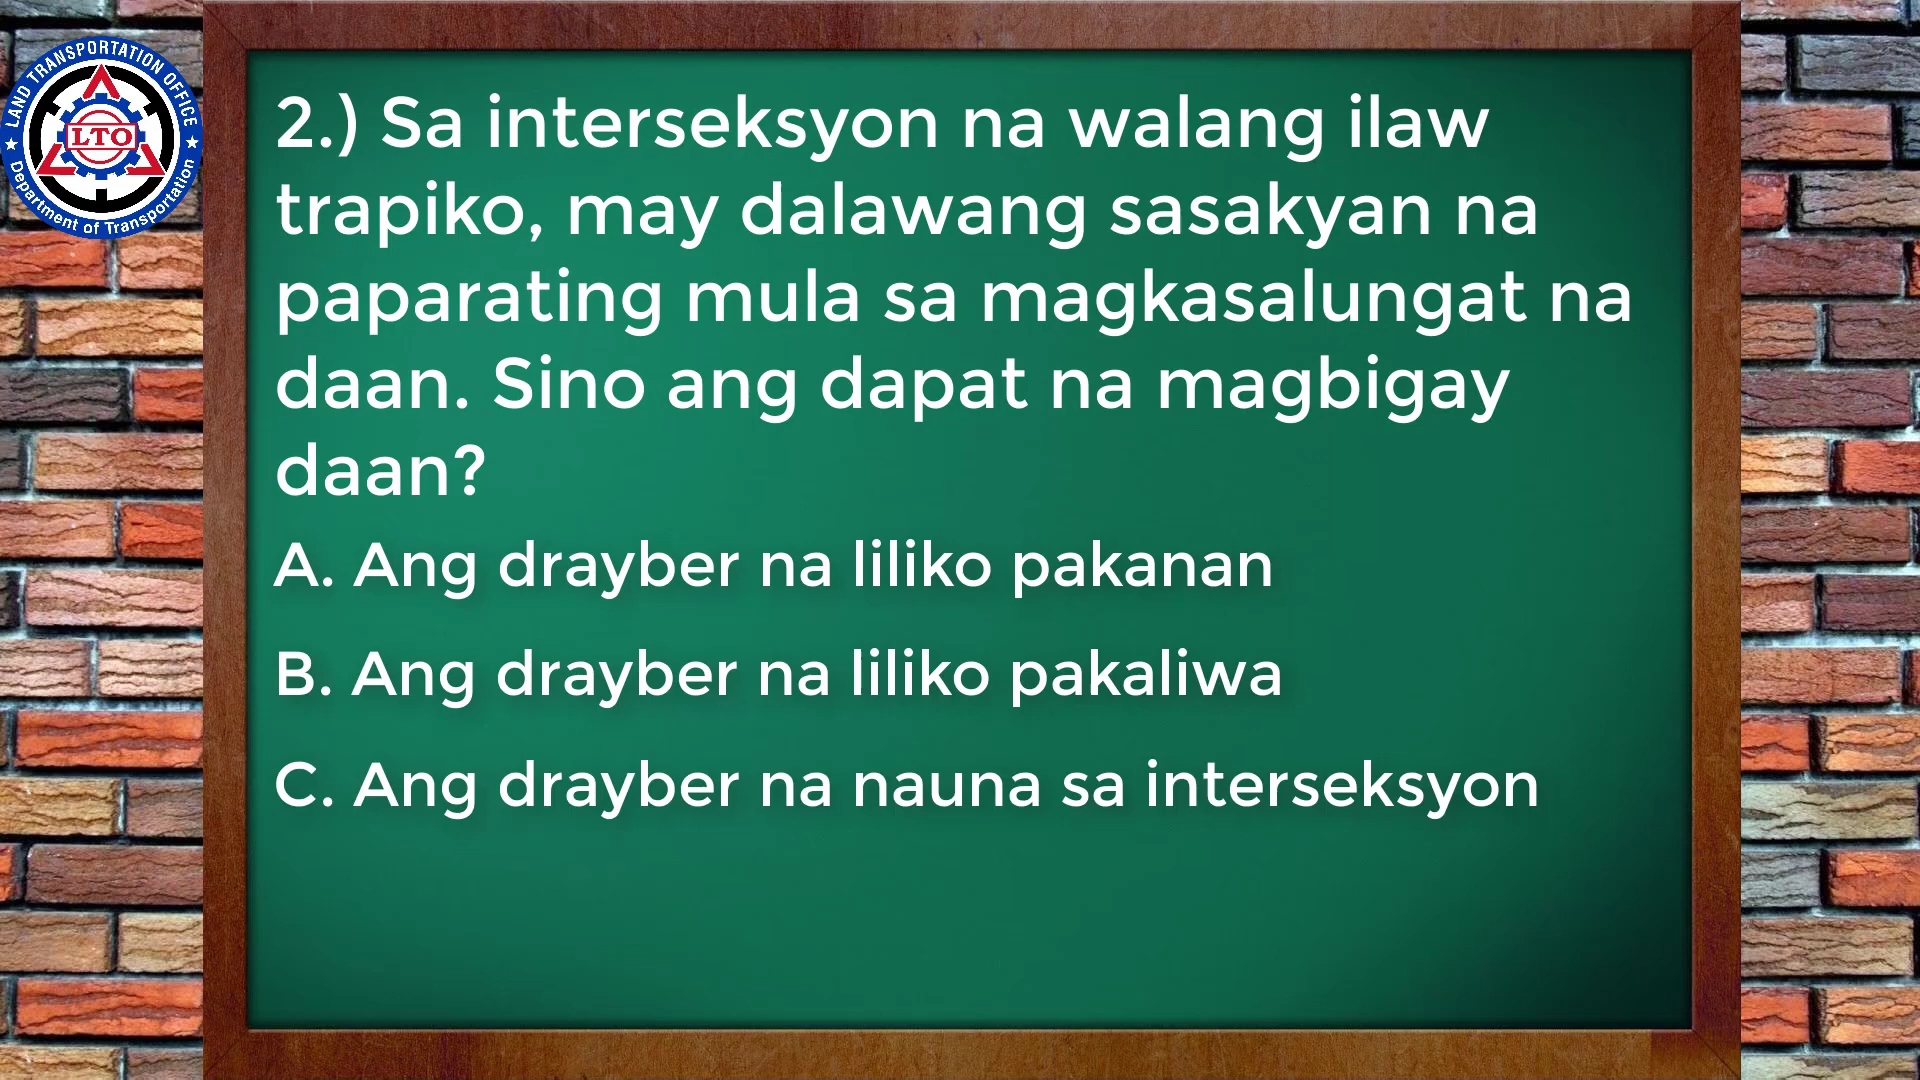 LAND TRANSPORTATION OFFICE
LTO
Department of Transportation
2.) Sa interseksyon na walang ilaw
trapiko, may dalawang sasakyan na
paparating mula sa magkasalungat na
daan. Sino ang dapat na magbigay
daan?
A. Ang drayber na liliko pakanan
B. Ang drayber na liliko pakaliwa
C. Ang drayber na nauna sa interseksyon